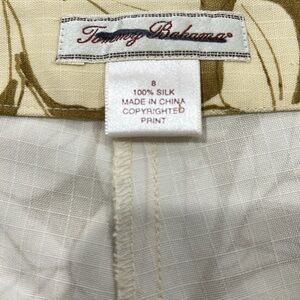 Tommy Bahama®
8
100% SILK
MADE IN CHINA
COPYRIGHTED
PRINT